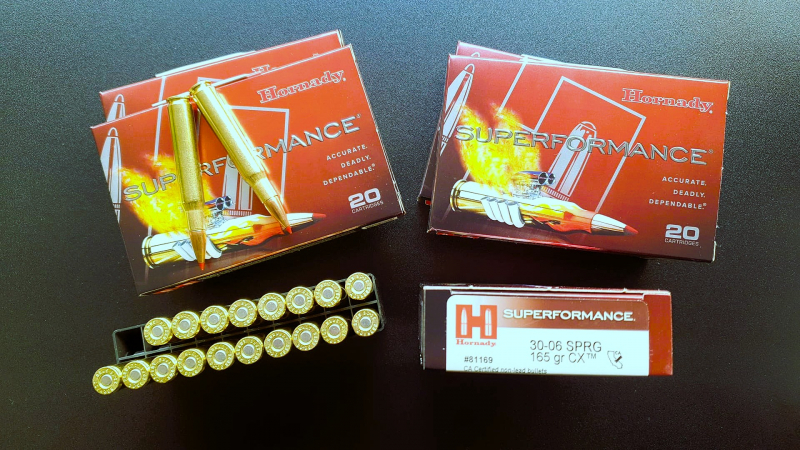 Hornady
SUPERFORMANCE®
ACCURATE.
DEADLY.
DEPENDABLE.®
20
CARTRIDGES
Hornady
SUPERFORMANCE®
ACCURATE.
DEADLY.
DEPENDABLE.®
20
CARTRIDGES
H
Hornady
SUPERFORMANCE
30-06 SPRG
165 gr CX™
#81169
CA Certified non-lead bullets